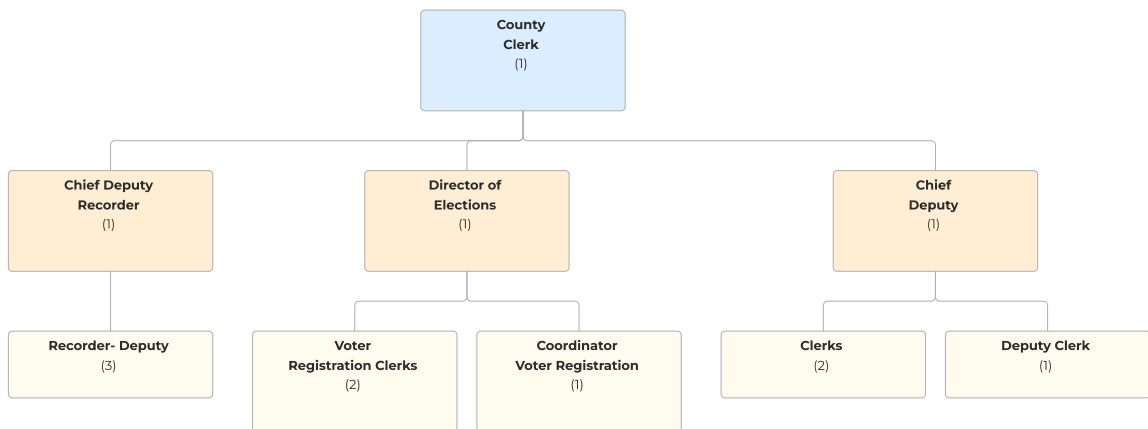 County
Clerk
(1)
Chief Deputy
Recorder
(1)
Director of
Elections
(1)
Chief
Deputy
(1)
Recorder- Deputy
(3)
Voter
Registration Clerks
(2)
Coordinator
Voter Registration
(1)
Clerks
(2)
Deputy Clerk
(1)